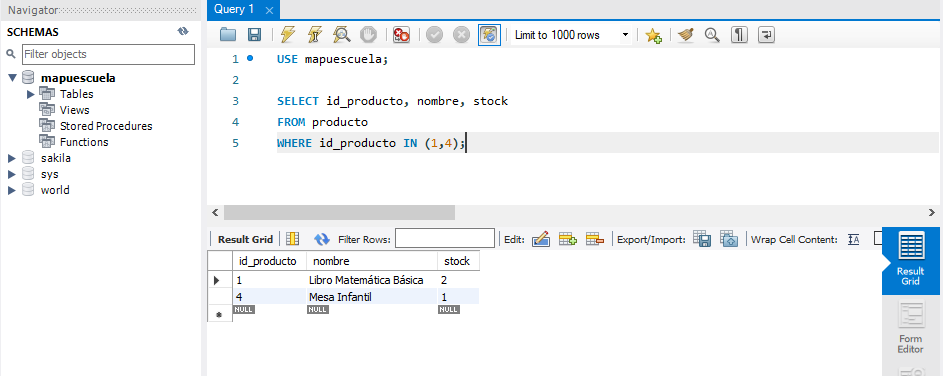 Navigator
SCHEMAS
Filter objects
mapuescuela
Tables
Views
Stored Procedures
Functions
sakila
sys
world
Query 1
Limit to 1000 rows
1 USE mapuescuela;
2
3 SELECT id_producto, nombre, stock
4 FROM producto
5 WHERE id_producto IN (1,4);
Result Grid Filter Rows: Edit: Export/Import: Wrap Cell Content:
id_producto nombre stock
1 Libro Matemática Básica 2
4 Mesa Infantil 1
NULL NULL NULL
Result
Grid
Form
Editor